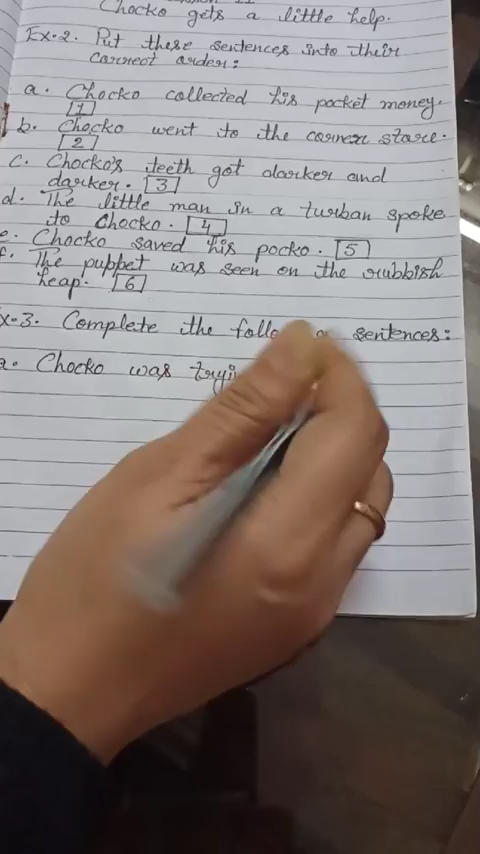 Chocko gets a little help.
Ex-2. Put these sentences into their
correct order:
a. Chocko collected his pocket money.
[1]
b. Chocko went to the corner store.
[2]
c. Chocko's teeth got darker and
darker. [3]
d. The little man in a turban spoke
to Chocko. [4]
e. Chocko saved his pocko. [5]
f. The puppet was seen on the rubbish
heap. [6]
x-3. Complete the sentences:
a. Chocko was